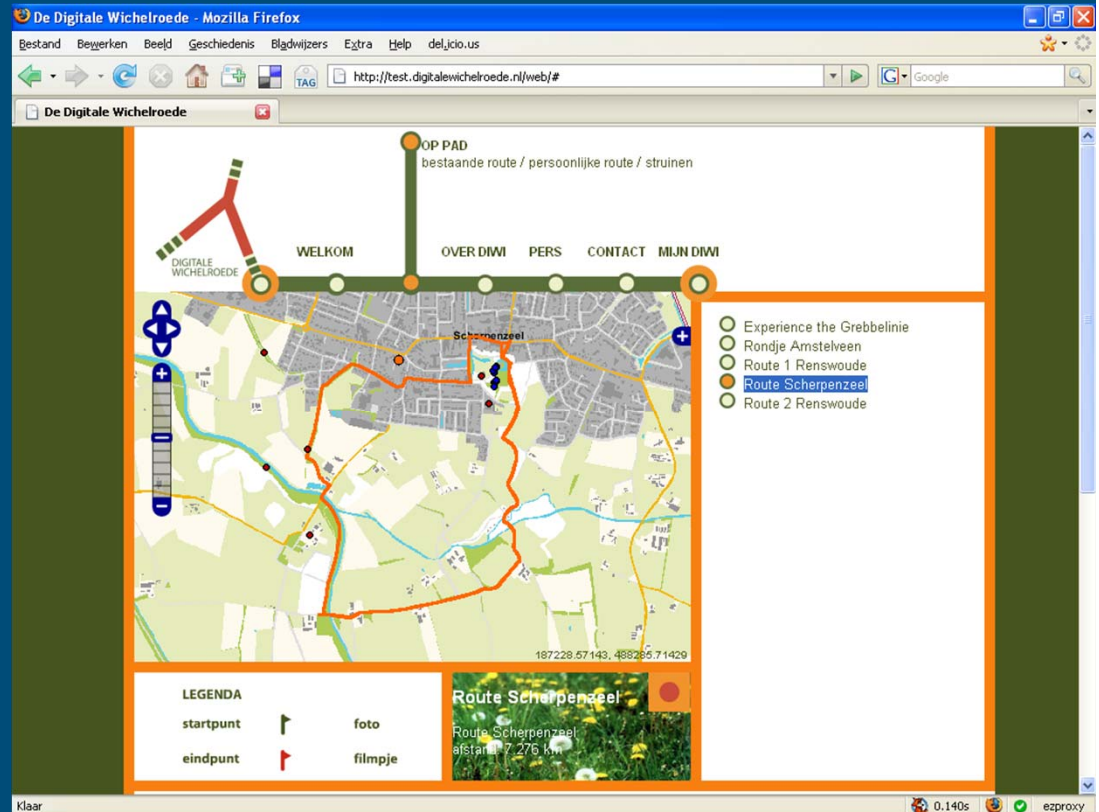 De Digitale Wichelroede - Mozilla Firefox
Bestand Bewerken Beeld Geschiedenis Bladwijzers Extra Help del.icio.us
TAG http://test.digitalewichelroede.nl/web/# G Google
De Digitale Wichelroede
OP PAD
bestaande route / persoonlijke route / struinen
DIGITALE
WICHELROEDE
WELKOM OVER DIWI PERS CONTACT MIJN DIWI
Scherpenzeel
187228.57143, 488285.71429
Experience the Grebbelinie
Rondje Amstelveen
Route 1 Renswoude
Route Scherpenzeel
Route 2 Renswoude
LEGENDA
startpunt foto
eindpunt filmpje
Route Scherpenzeel
Route Scherpenzeel
afstand: 7.276 km
Klaar 0.140s ezproxy